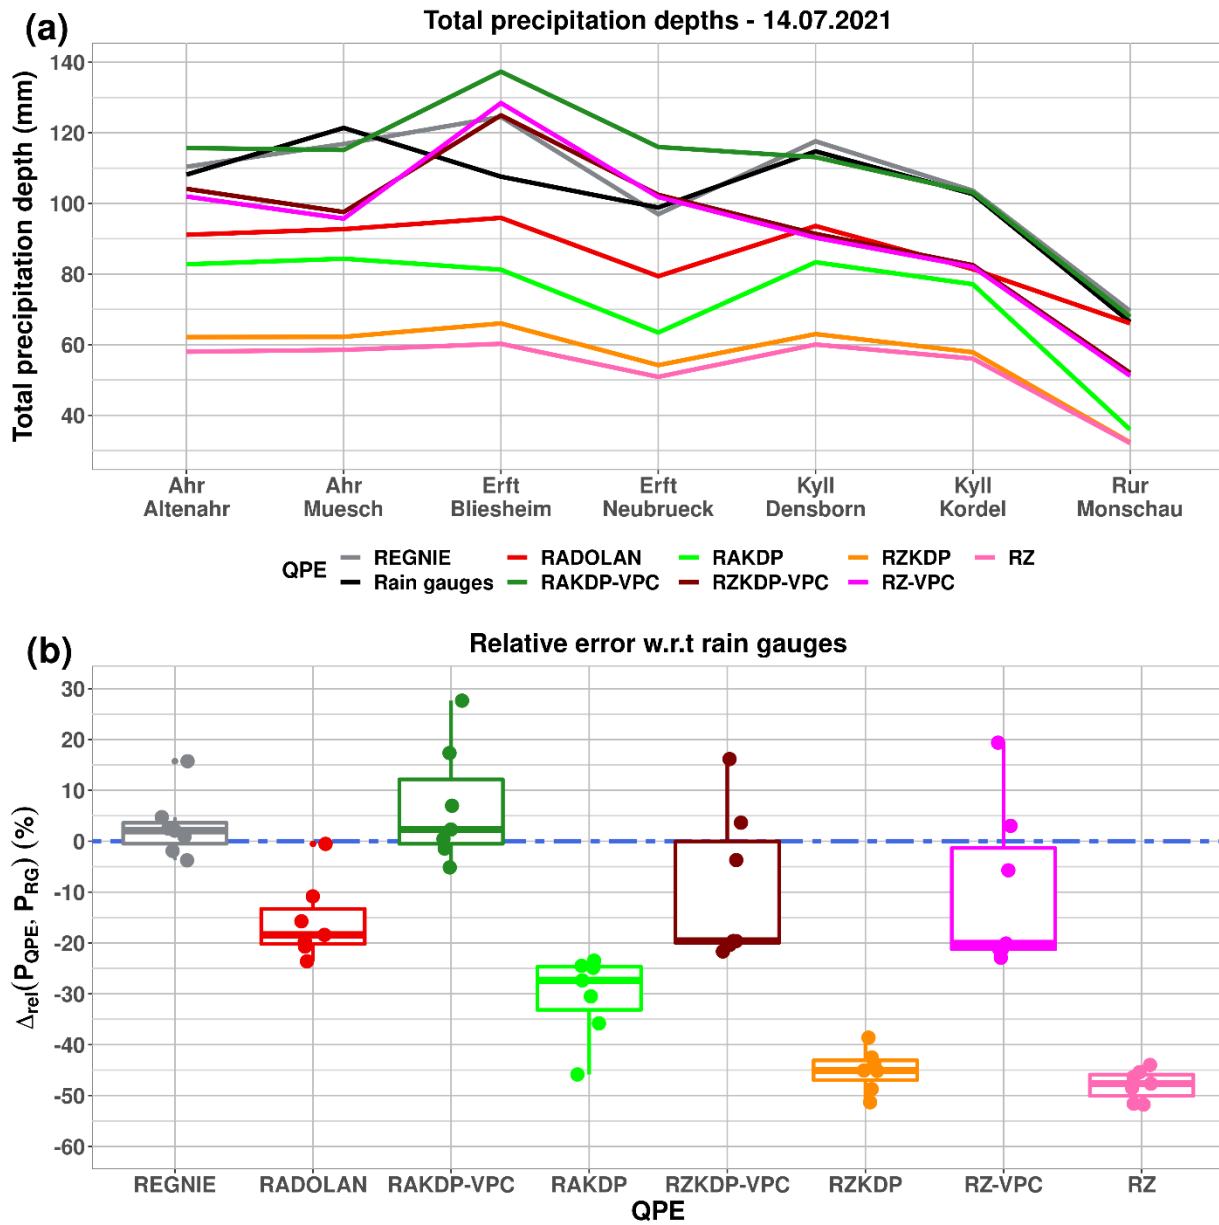 (a)
Total precipitation depths - 14.07.2021
Total precipitation depth (mm)
140
120
100
80
60
40
Ahr Altenahr
Ahr Muesch
Erft Bliesheim
Erft Neubrueck
Kyll Densborn
Kyll Kordel
Rur Monschau
QPE
REGNIE RADOLAN RAKDP RZKDP RZ
Rain gauges RAKDP-VPC RZKDP-VPC RZ-VPC
(b)
Relative error w.r.t rain gauges
Δrel(PQPE, PRG) (%)
30
20
10
0
-10
-20
-30
-40
-50
-60
REGNIE RADOLAN RAKDP-VPC RAKDP RZKDP-VPC RZKDP RZ-VPC RZ
QPE